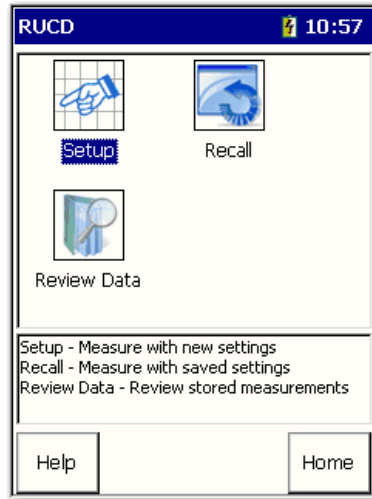 RUCD 10:57
Setup Recall
Review Data
Setup - Measure with new settings
Recall - Measure with saved settings
Review Data - Review stored measurements
Help Home